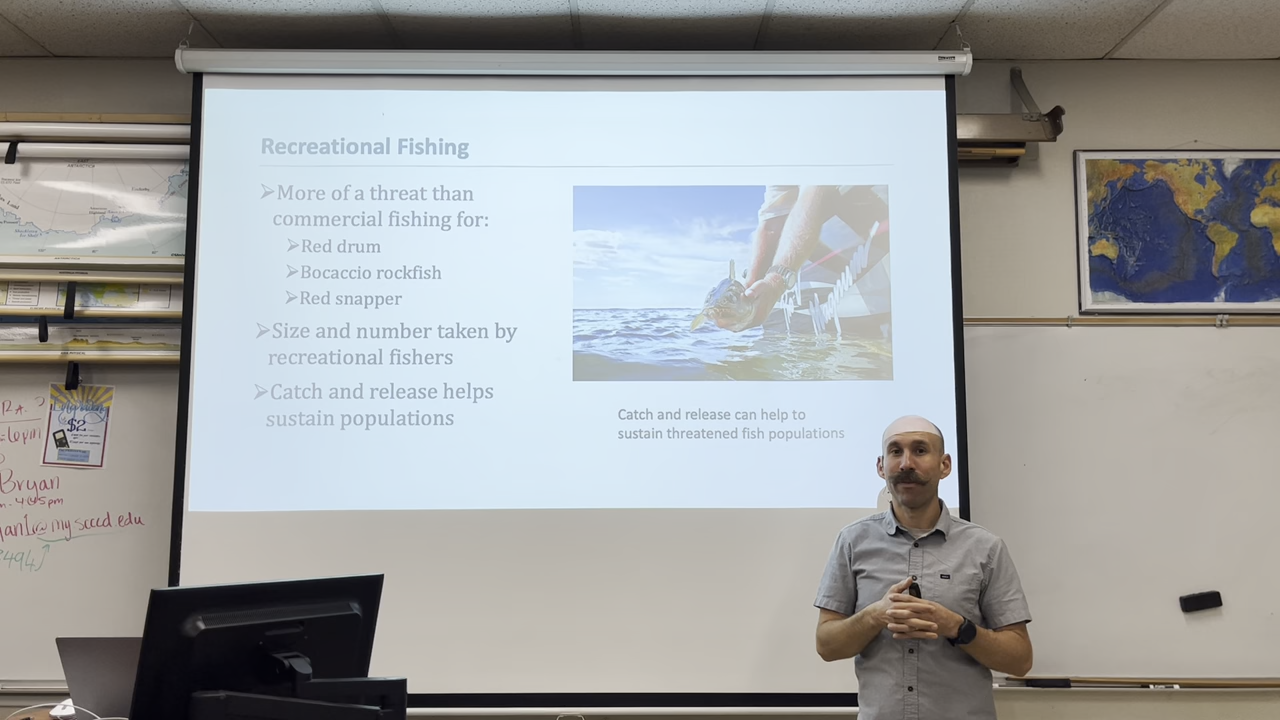 Recreational Fishing
➢More of a threat than
commercial fishing for:
➢Red drum
➢Bocaccio rockfish
➢Red snapper
➢Size and number taken by
recreational fishers
➢Catch and release helps
sustain populations
Catch and release can help to
sustain threatened fish populations
ANTARCTICA
$2
Bryan